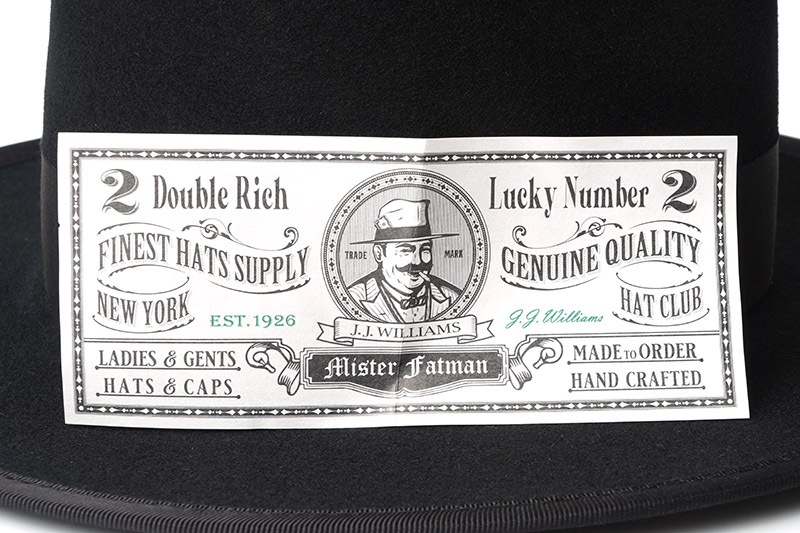 2 Double Rich
Lucky Number 2
FINEST HATS SUPPLY
NEW YORK
EST.1926
TRADE MARK
J.J.WILLIAMS
GENUINE QUALITY
HAT CLUB
J.J.Williams
LADIES & GENTS
HATS & CAPS
Mister Fatman
MADE TO ORDER
HAND CRAFTED